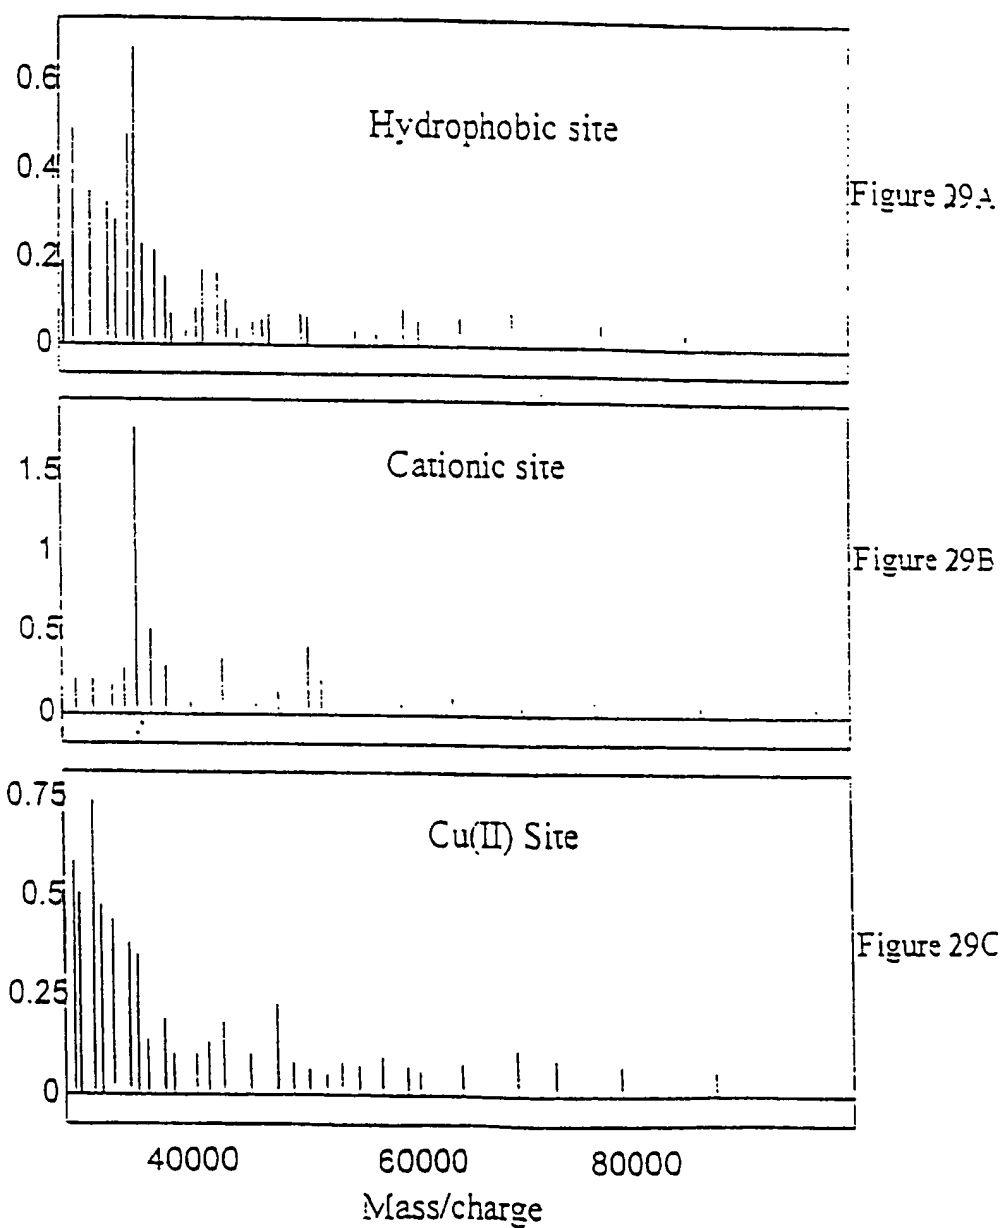 0.6
0.4
0.2
0
Hydrophobic site
Figure 29A
1.5
1
0.5
0
Cationic site
Figure 29B
0.75
0.5
0.25
0
Cu(II) Site
Figure 29C
40000 60000 80000
Mass/charge